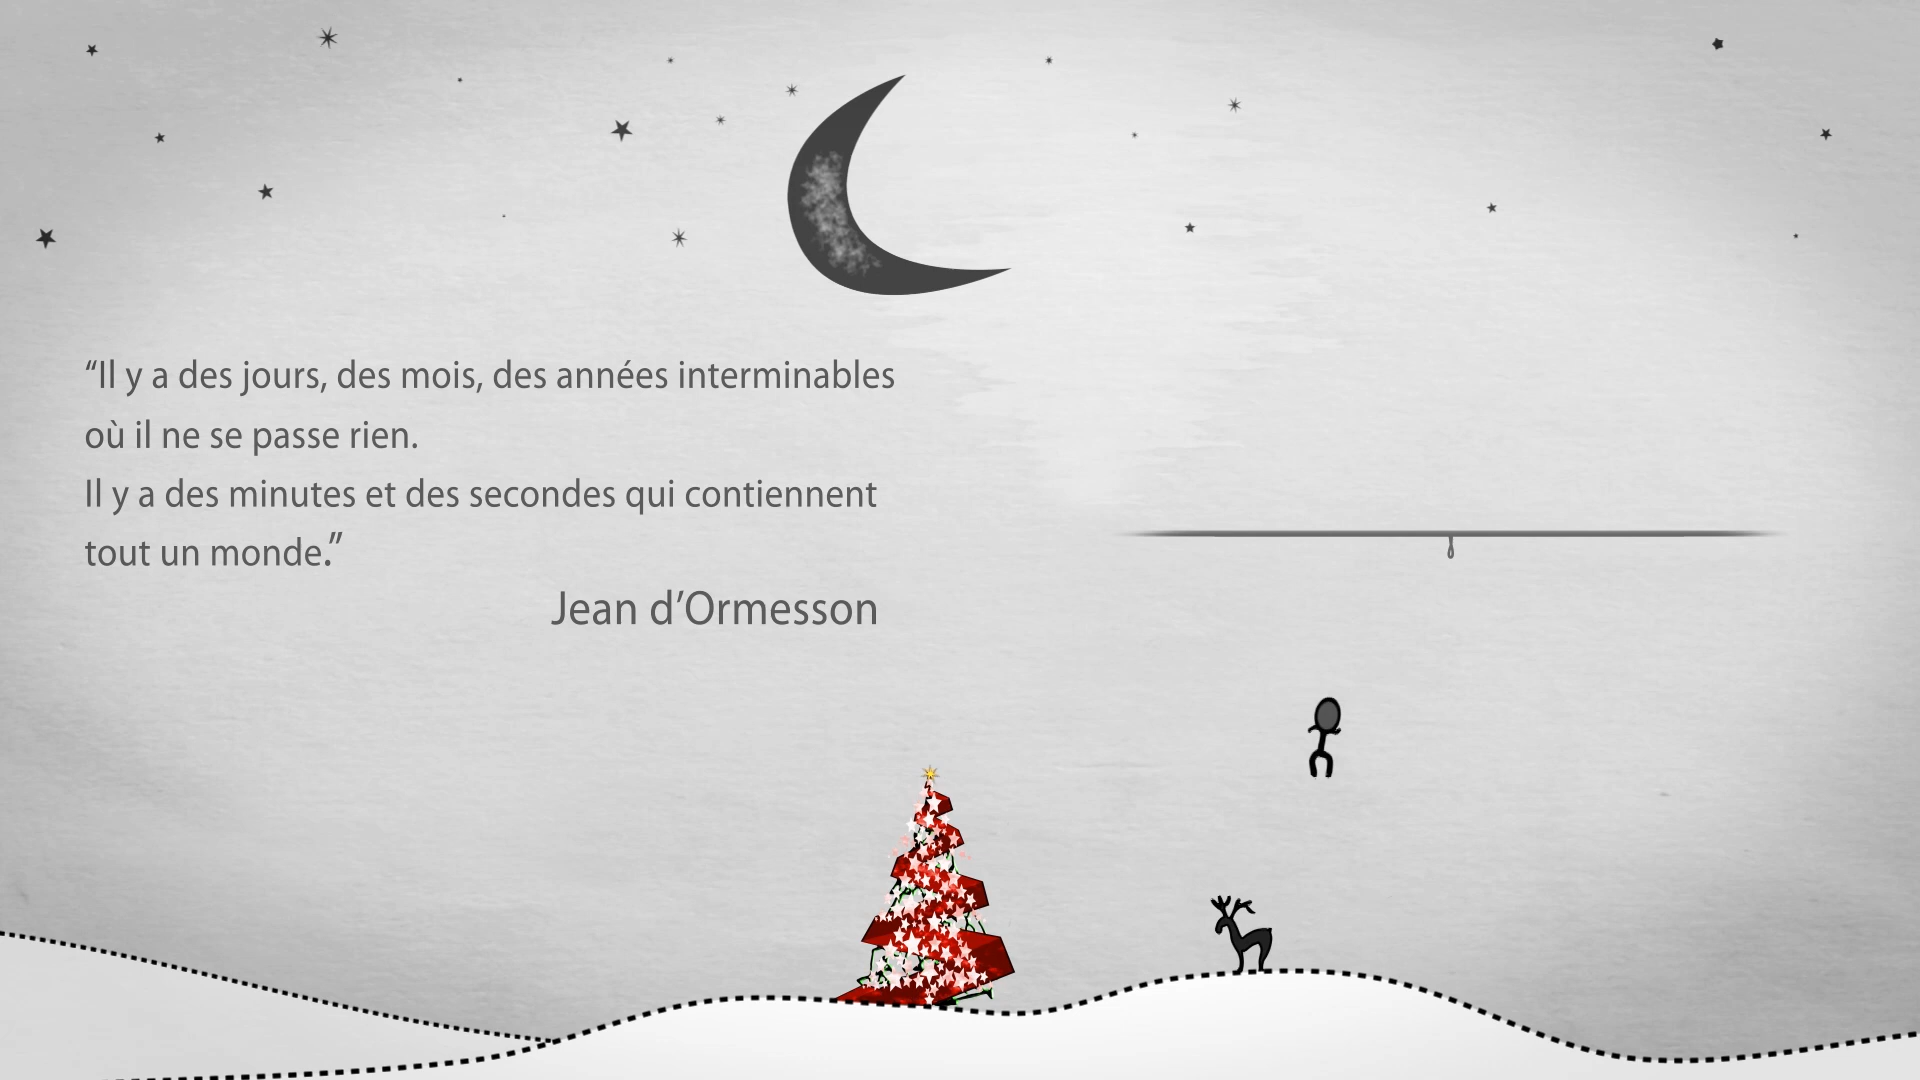 “Il y a des jours, des mois, des années interminables
où il ne se passe rien.
Il y a des minutes et des secondes qui contiennent
tout un monde.”
Jean d’Ormesson